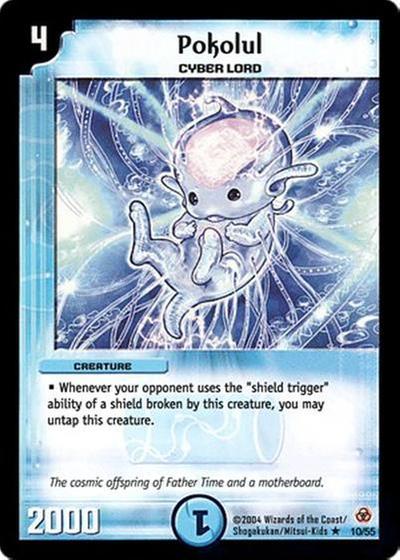 4
Pokolul
CYBER LORD
CREATURE
▪ Whenever your opponent uses the "shield trigger"
ability of a shield broken by this creature, you may
untap this creature.
The cosmic offspring of Father Time and a motherboard.
2000
1
©2004 Wizards of the Coast/
Shogakukan/Mitsui-Kids ★ 10/55